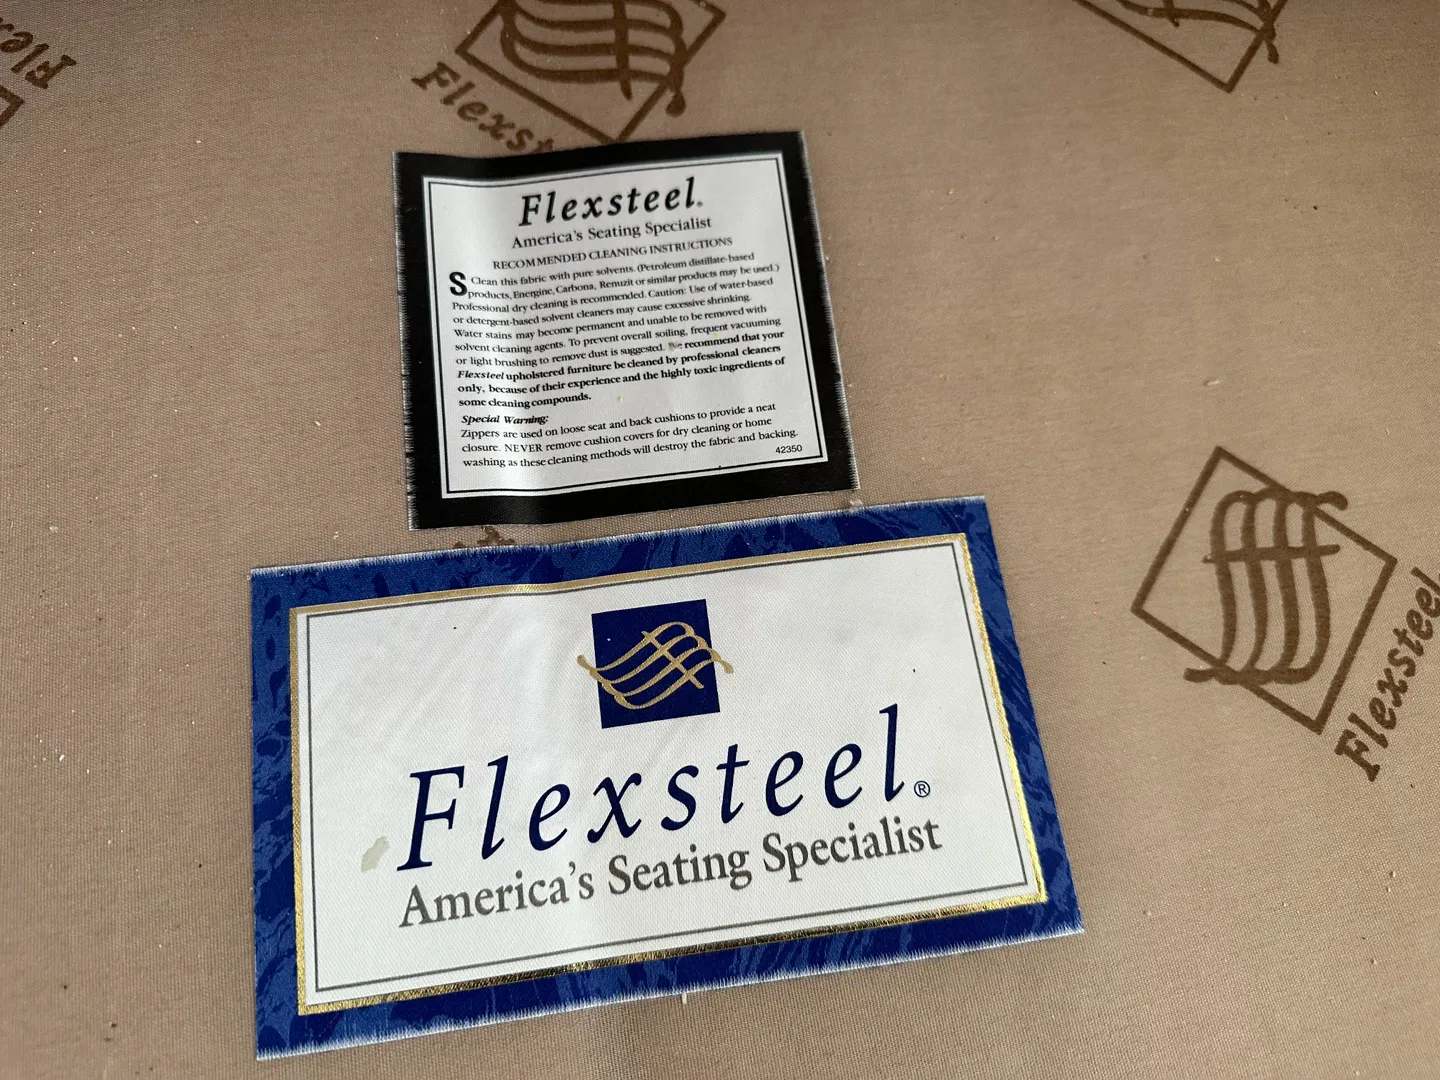 Flexsteel
Flexst
Flexsteel.
America's Seating Specialist
RECOMMENDED CLEANING INSTRUCTIONS
S Clean this fabric with pure solvents. (Petroleum distillate-based
products, Energine, Carbona, Renuzit or similar products may be used.)
Professional dry cleaning is recommended. Caution: Use of water-based
or detergent-based solvent cleaners may cause excessive shrinking.
Water stains may become permanent and unable to be removed with
solvent cleaning agents. To prevent overall soiling, frequent vacuuming
or light brushing to remove dust is suggested. We recommend that your
Flexsteel upholstered furniture be cleaned by professional cleaners
only, because of their experience and the highly toxic ingredients of
some cleaning compounds.
Special Warning:
Zippers are used on loose seat and back cushions to provide a neat
closure. NEVER remove cushion covers for dry cleaning or home
washing as these cleaning methods will destroy the fabric and backing.
42350
Flexsteel®
America's Seating Specialist
Flexsteel